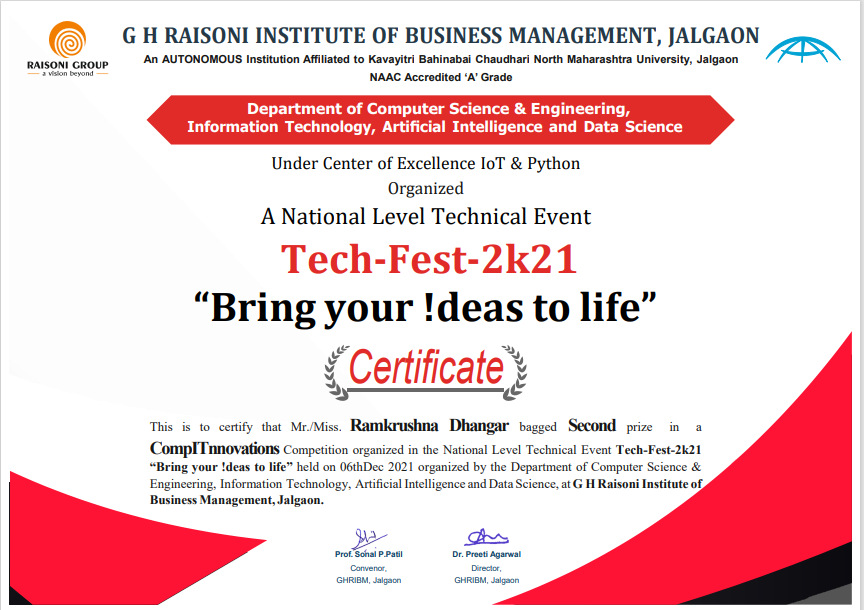 RAISONI GROUP
a vision beyond
G H RAISONI INSTITUTE OF BUSINESS MANAGEMENT, JALGAON
An AUTONOMOUS Institution Affiliated to Kavayitri Bahinabai Chaudhari North Maharashtra University, Jalgaon
NAAC Accredited ‘A’ Grade
Department of Computer Science & Engineering,
Information Technology, Artificial Intelligence and Data Science
Under Center of Excellence IoT & Python
Organized
A National Level Technical Event
Tech-Fest-2k21
“Bring your !deas to life”
Certificate
This is to certify that Mr./Miss. Ramkrushna Dhangar bagged Second prize in a
CompITnnovations Competition organized in the National Level Technical Event Tech-Fest-2k21
“Bring your !deas to life” held on 06thDec 2021 organized by the Department of Computer Science &
Engineering, Information Technology, Artificial Intelligence and Data Science, at G H Raisoni Institute of
Business Management, Jalgaon.
Prof. Sonal P.Patil
Convenor,
GHRIBM, Jalgaon
Dr. Preeti Agarwal
Director,
GHRIBM, Jalgaon